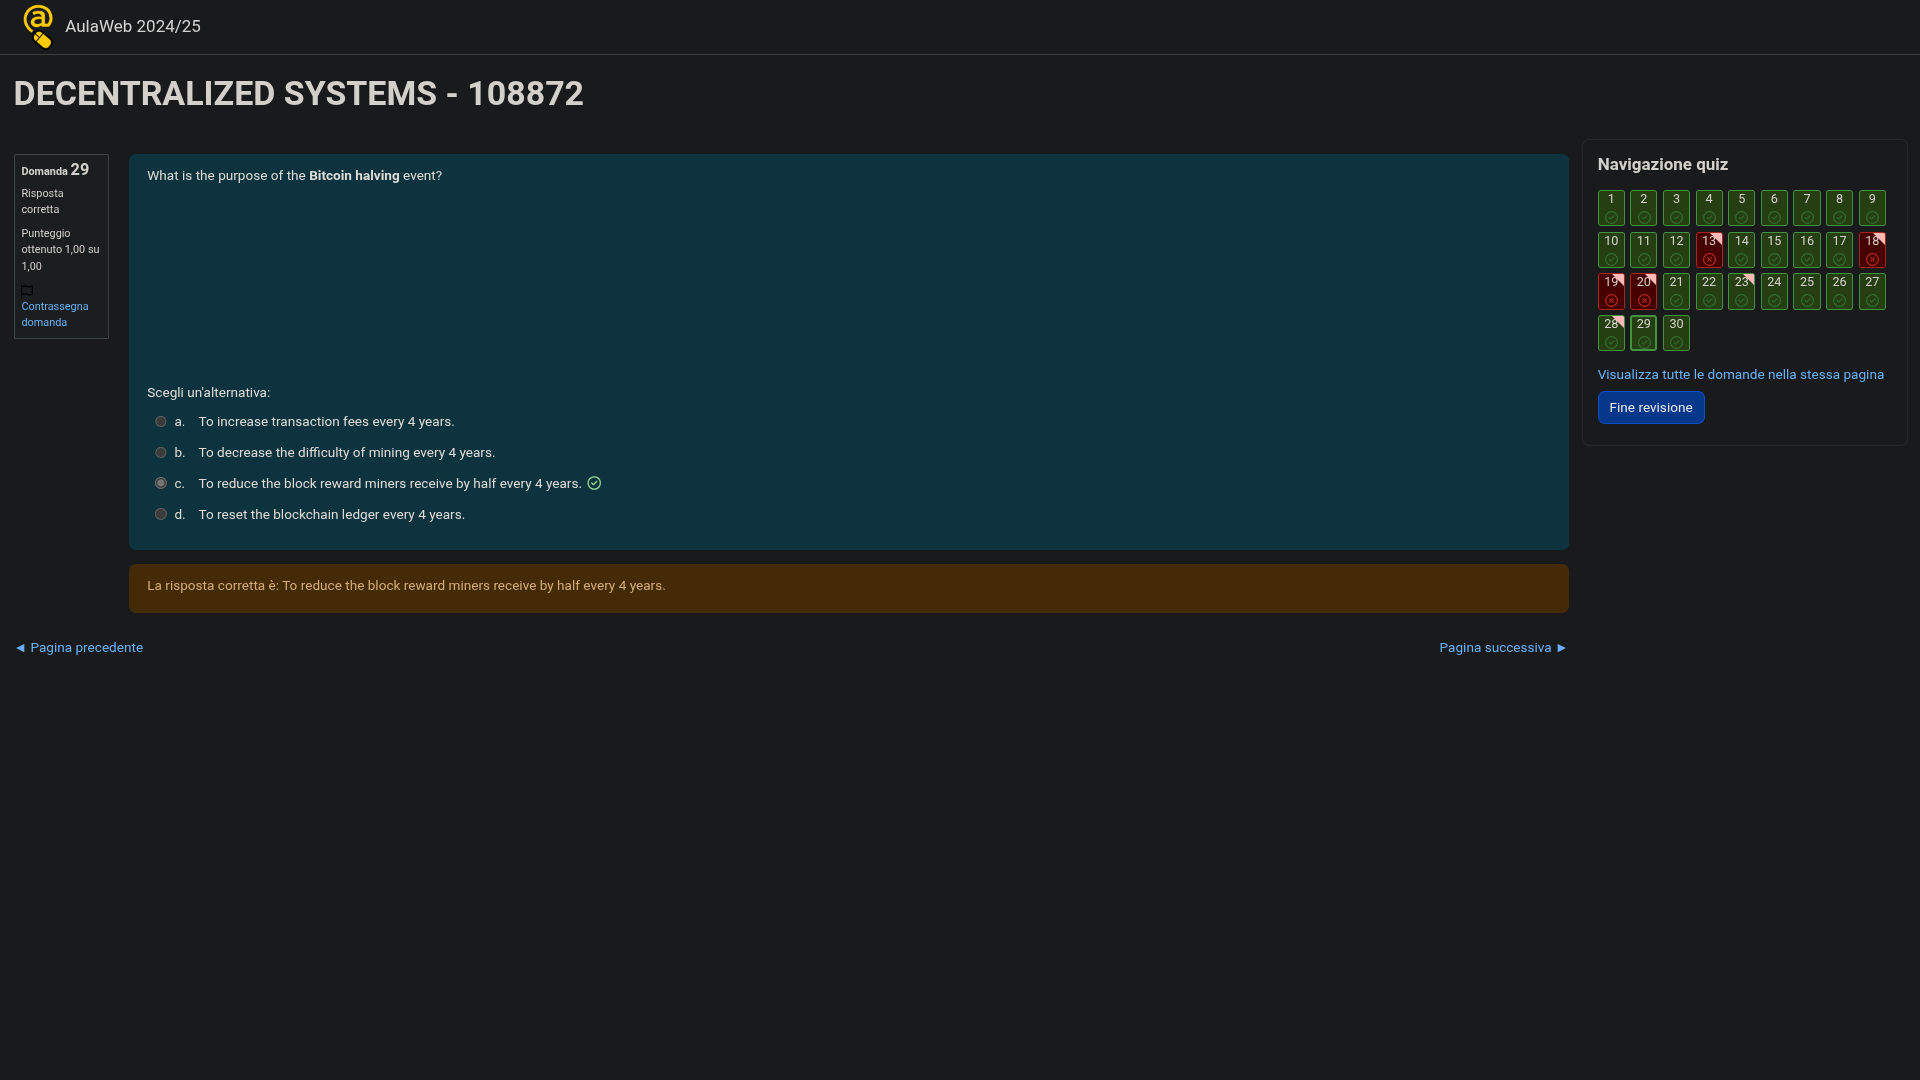 AulaWeb 2024/25
DECENTRALIZED SYSTEMS - 108872
Domanda 29
Risposta
corretta
Punteggio
ottenuto 1,00 su
1,00
Contrassegna
domanda
What is the purpose of the Bitcoin halving event?
Scegli un'alternativa:
a. To increase transaction fees every 4 years.
b. To decrease the difficulty of mining every 4 years.
c. To reduce the block reward miners receive by half every 4 years.
d. To reset the blockchain ledger every 4 years.
La risposta corretta è: To reduce the block reward miners receive by half every 4 years.
◄ Pagina precedente
Pagina successiva ►
Navigazione quiz
1 2 3 4 5 6 7 8 9
10 11 12 13 14 15 16 17 18
19 20 21 22 23 24 25 26 27
28 29 30
Visualizza tutte le domande nella stessa pagina
Fine revisione